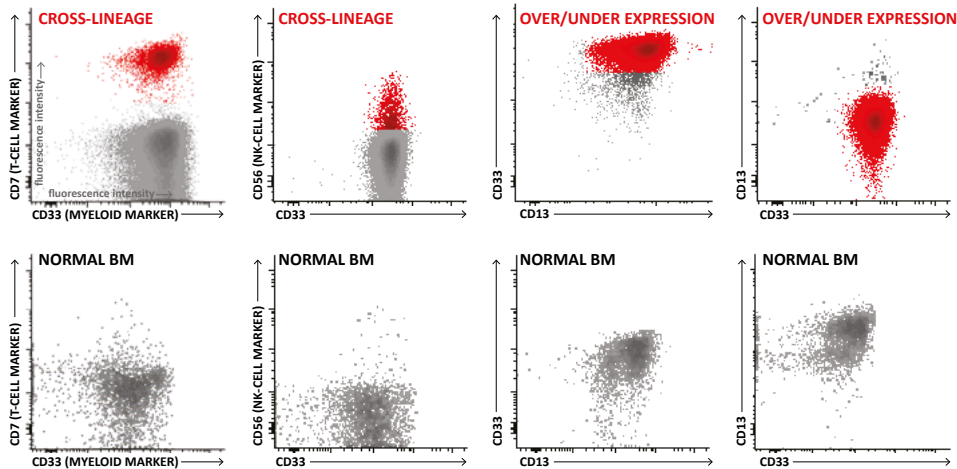 CROSS-LINEAGE
CD7 (T-CELL MARKER)
fluorescence intensity
fluorescence intensity
CD33 (MYELOID MARKER)
CROSS-LINEAGE
CD56 (NK-CELL MARKER)
CD33
OVER/UNDER EXPRESSION
CD33
CD13
OVER/UNDER EXPRESSION
CD13
CD33
NORMAL BM
CD7 (T-CELL MARKER)
CD33 (MYELOID MARKER)
NORMAL BM
CD56 (NK-CELL MARKER)
CD33
NORMAL BM
CD33
CD13
NORMAL BM
CD13
CD33